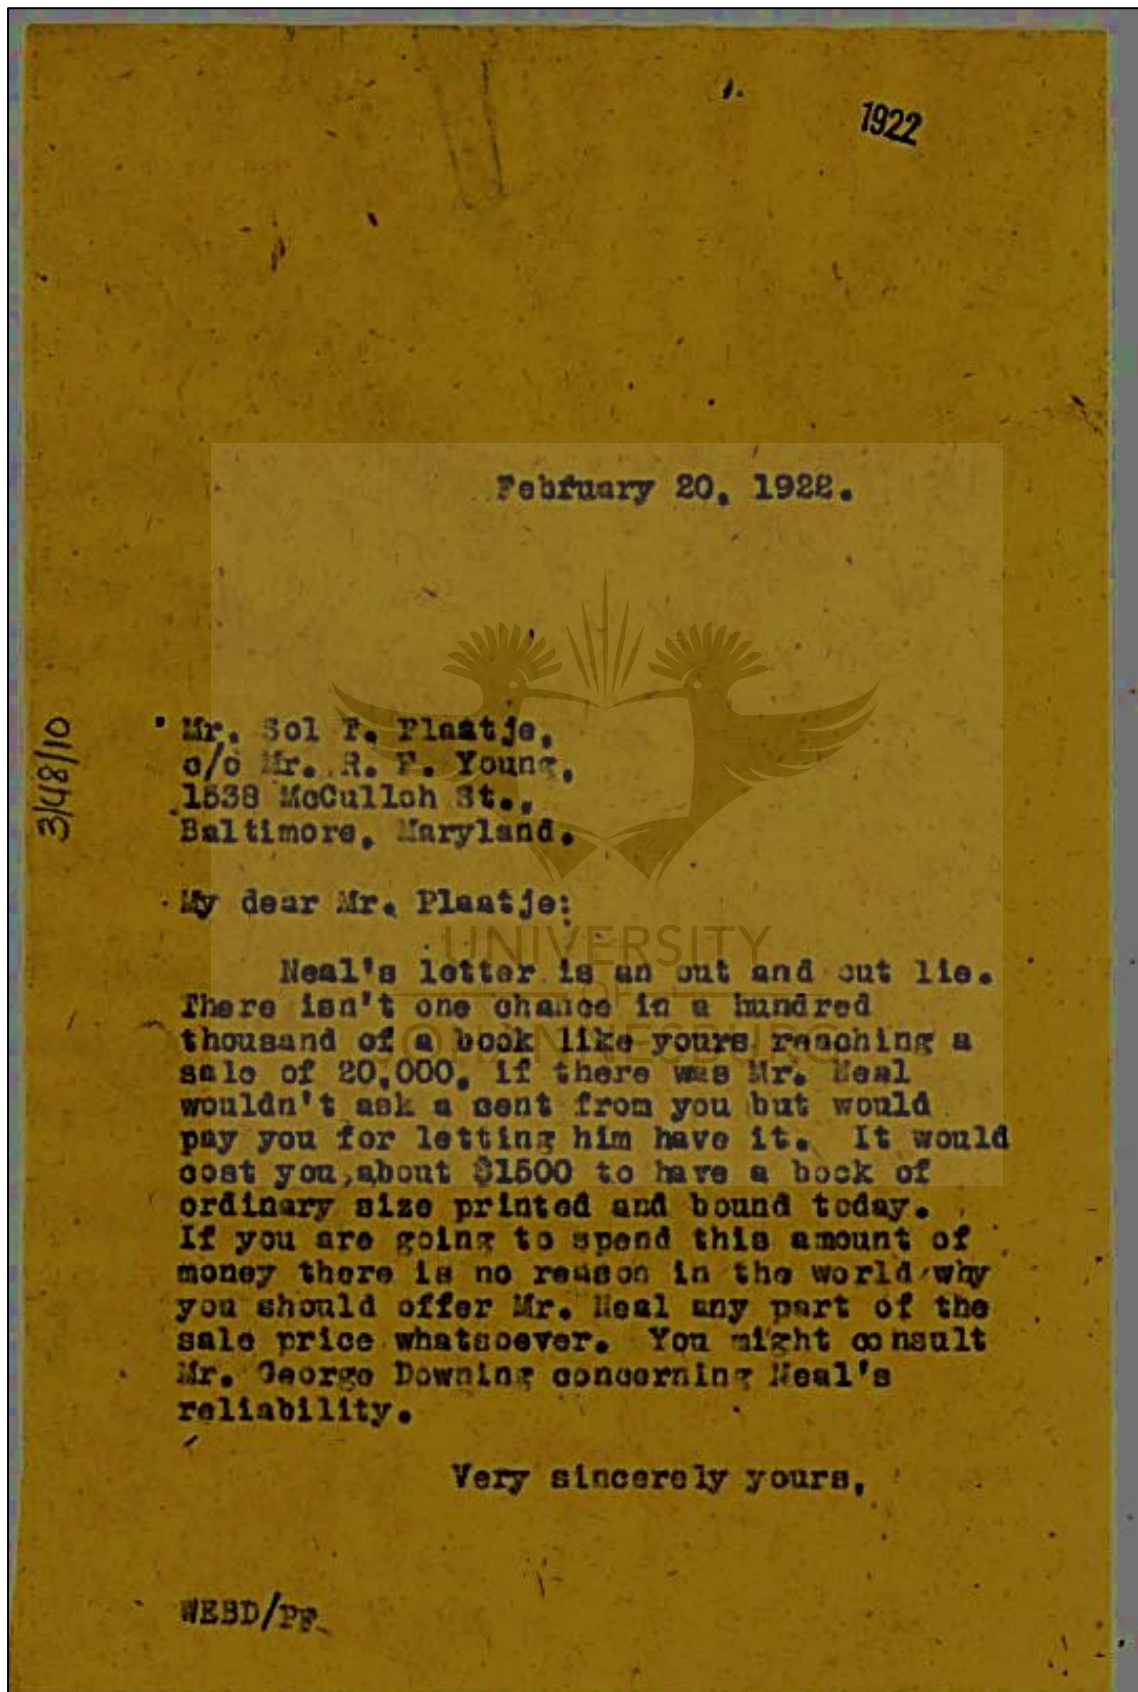 1922
February 20, 1922.
3/48/10
Mr. Sol P. Plaatje,
c/o Mr. R. F. Young,
1538 McCulloh St.,
Baltimore, Maryland.
My dear Mr. Plaatje:
UNIVERSITY
Neal's letter is an out and out lie.
OF
There isn't one chance in a hundred
JOHANNESBURG
thousand of a book like yours reaching a
sale of 20,000, if there was Mr. Neal
wouldn't ask a cent from you but would
pay you for letting him have it. It would
cost you, about $1500 to have a book of
ordinary size printed and bound today.
If you are going to spend this amount of
money there is no reason in the world why
you should offer Mr. Neal any part of the
sale price whatsoever. You might consult
Mr. George Downing concerning Neal's
reliability.
Very sincerely yours,
WEBD/PF